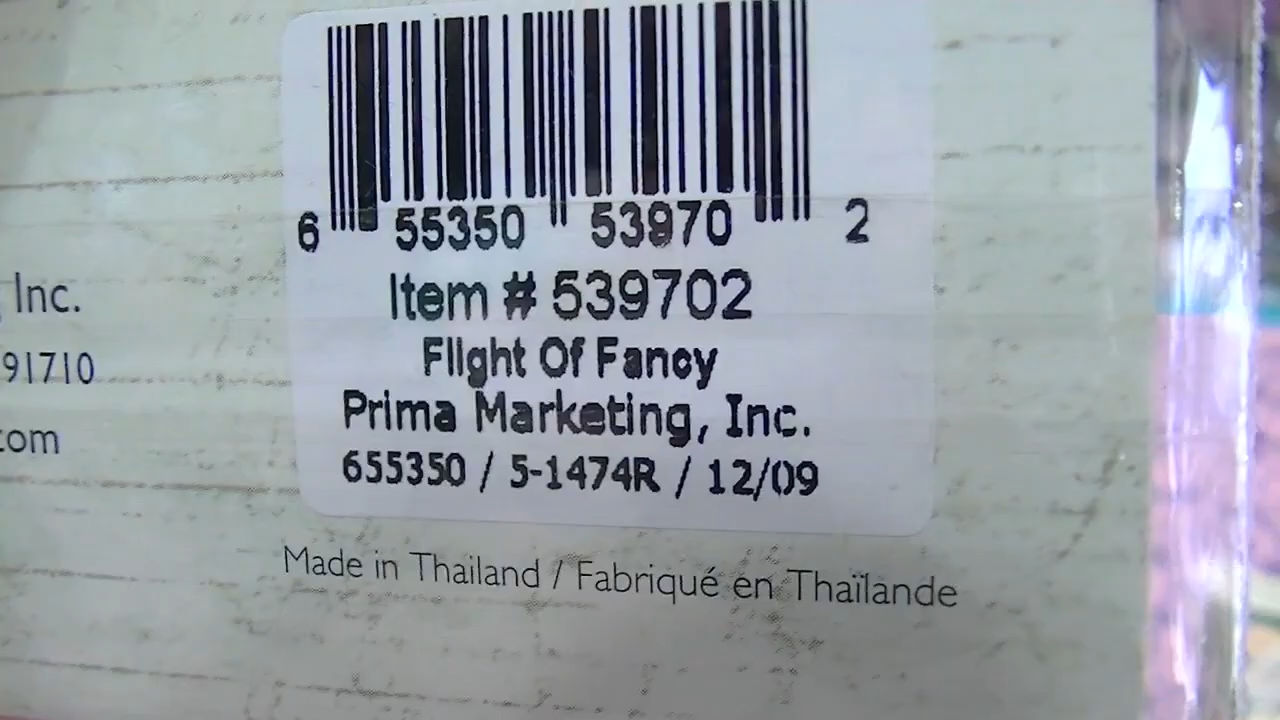 6 55350 53970 2
Item # 539702
Flight Of Fancy
Prima Marketing, Inc.
655350 / 5-1474R / 12/09
Made in Thailand / Fabriqué en Thaïlande
Inc.
91710
com